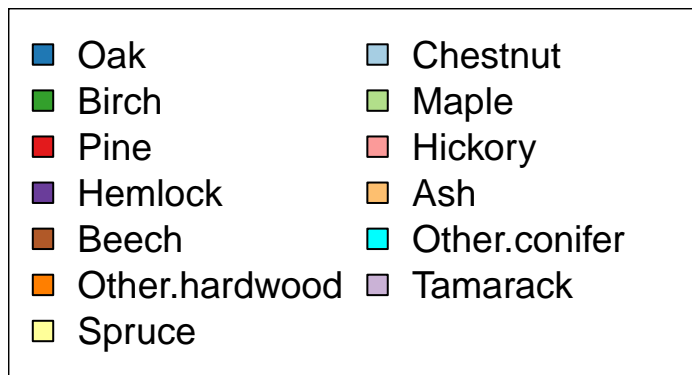 Oak
Birch
Pine
Hemlock
Beech
Other.hardwood
Spruce
Chestnut
Maple
Hickory
Ash
Other.conifer
Tamarack